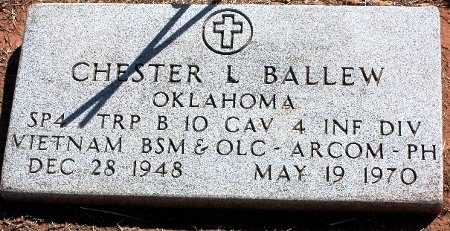 CHESTER L BALLEW
OKLAHOMA
SP4 TRP B 10 CAV 4 INF DIV
VIETNAM BSM & OLC - ARCOM - PH
DEC 28 1948 MAY 19 1970